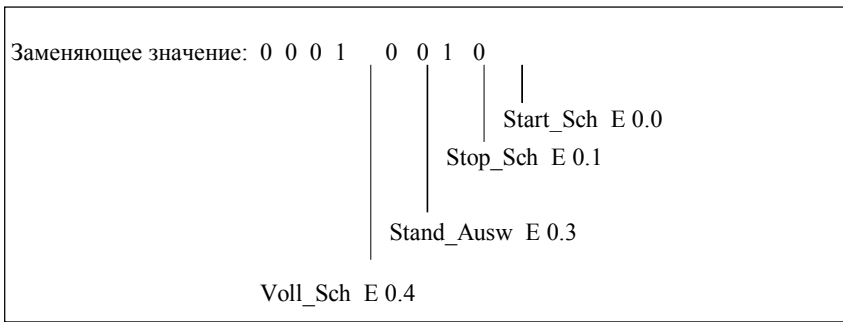 Заменяющее значение: 0 0 0 1 0 0 1 0
Start_Sch E 0.0
Stop_Sch E 0.1
Stand_Ausw E 0.3
Voll_Sch E 0.4